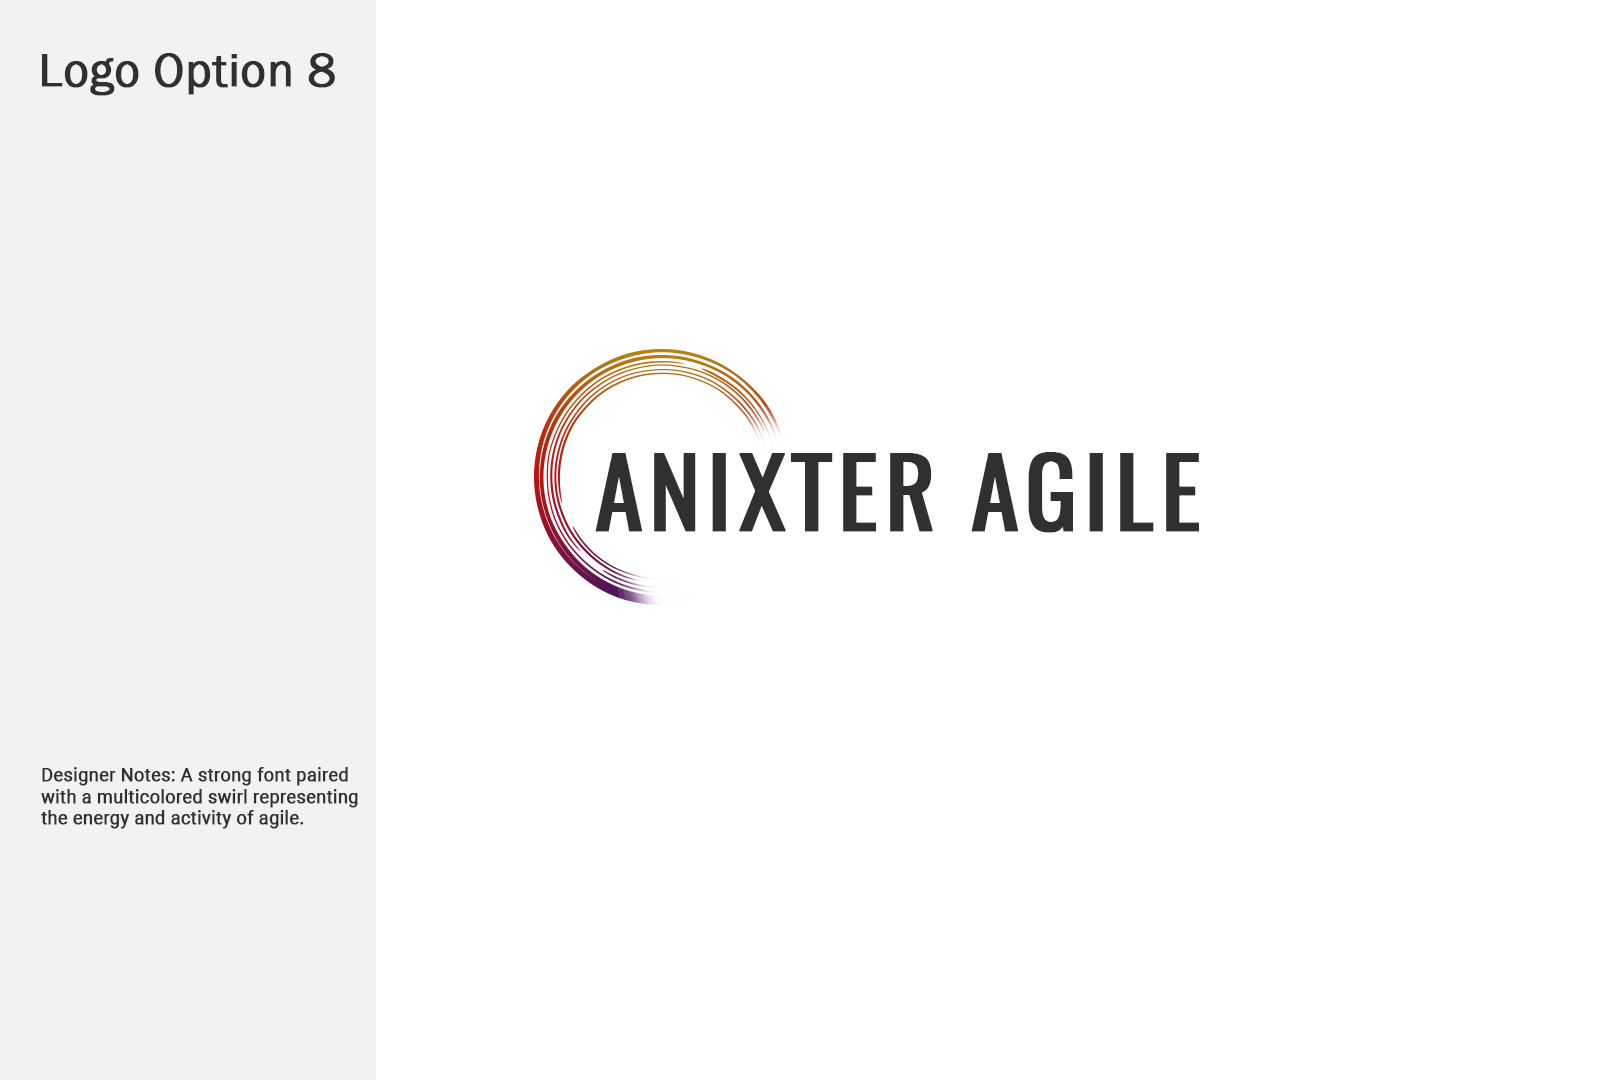 Logo Option 8
ANIXTER AGILE
Designer Notes: A strong font paired
with a multicolored swirl representing
the energy and activity of agile.